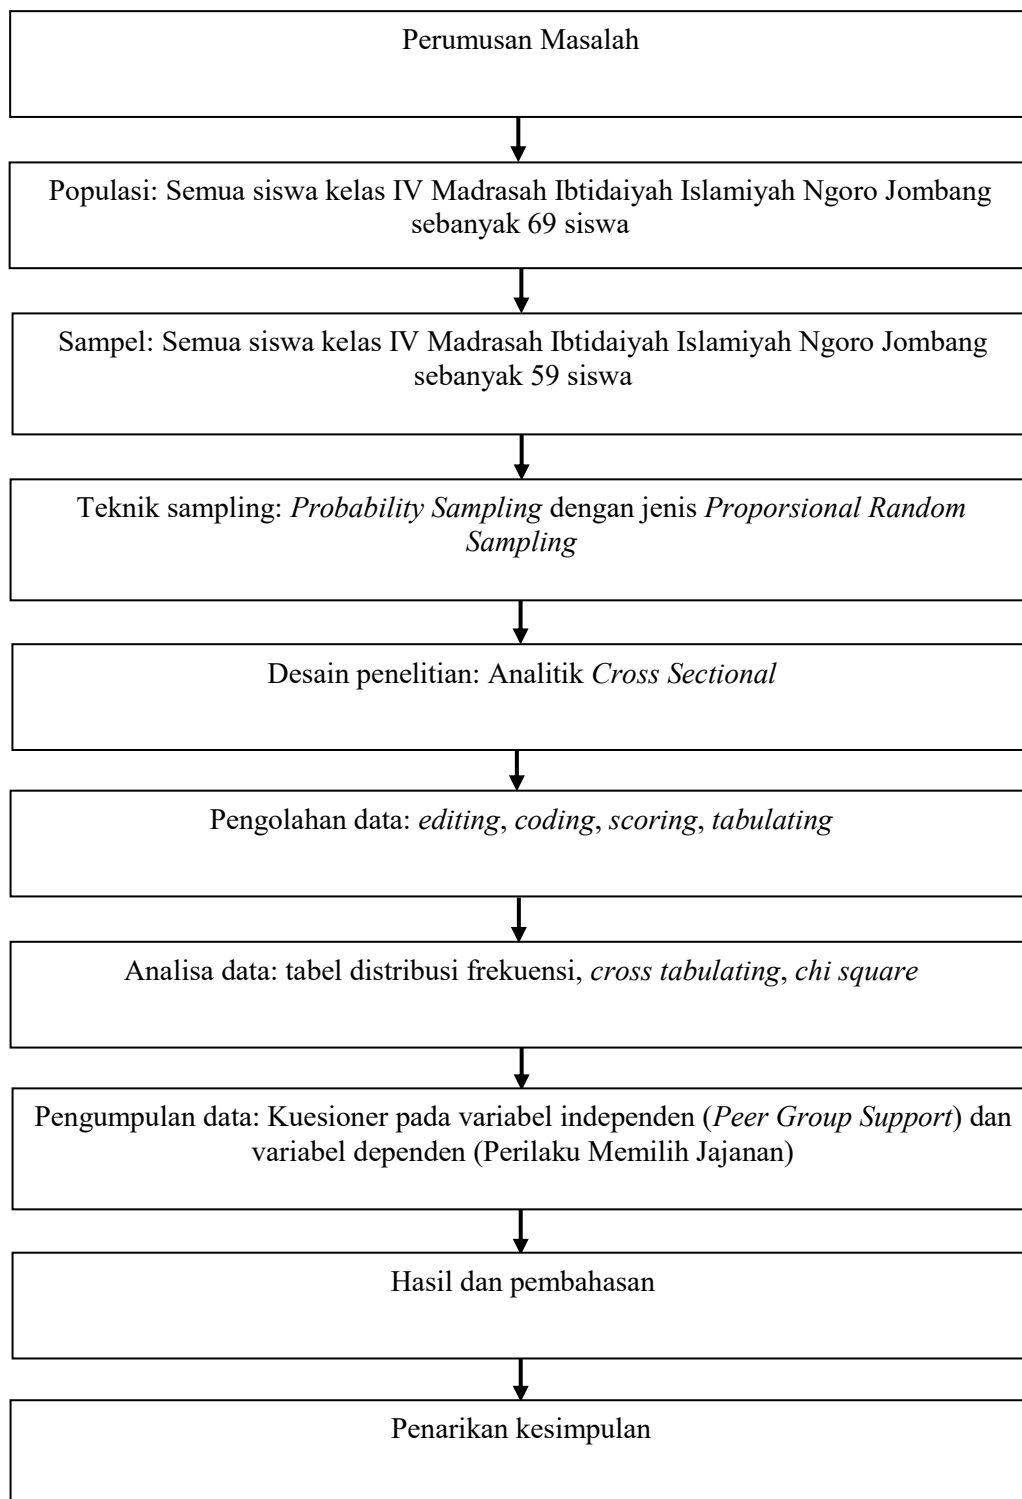 Perumusan Masalah
Populasi: Semua siswa kelas IV Madrasah Ibtidaiyah Islamiyah Ngoro Jombang
sebanyak 69 siswa
Sampel: Semua siswa kelas IV Madrasah Ibtidaiyah Islamiyah Ngoro Jombang
sebanyak 59 siswa
Teknik sampling: Probability Sampling dengan jenis Proporsional Random
Sampling
Desain penelitian: Analitik Cross Sectional
Pengolahan data: editing, coding, scoring, tabulating
Analisa data: tabel distribusi frekuensi, cross tabulating, chi square
Pengumpulan data: Kuesioner pada variabel independen (Peer Group Support) dan
variabel dependen (Perilaku Memilih Jajanan)
Hasil dan pembahasan
Penarikan kesimpulan